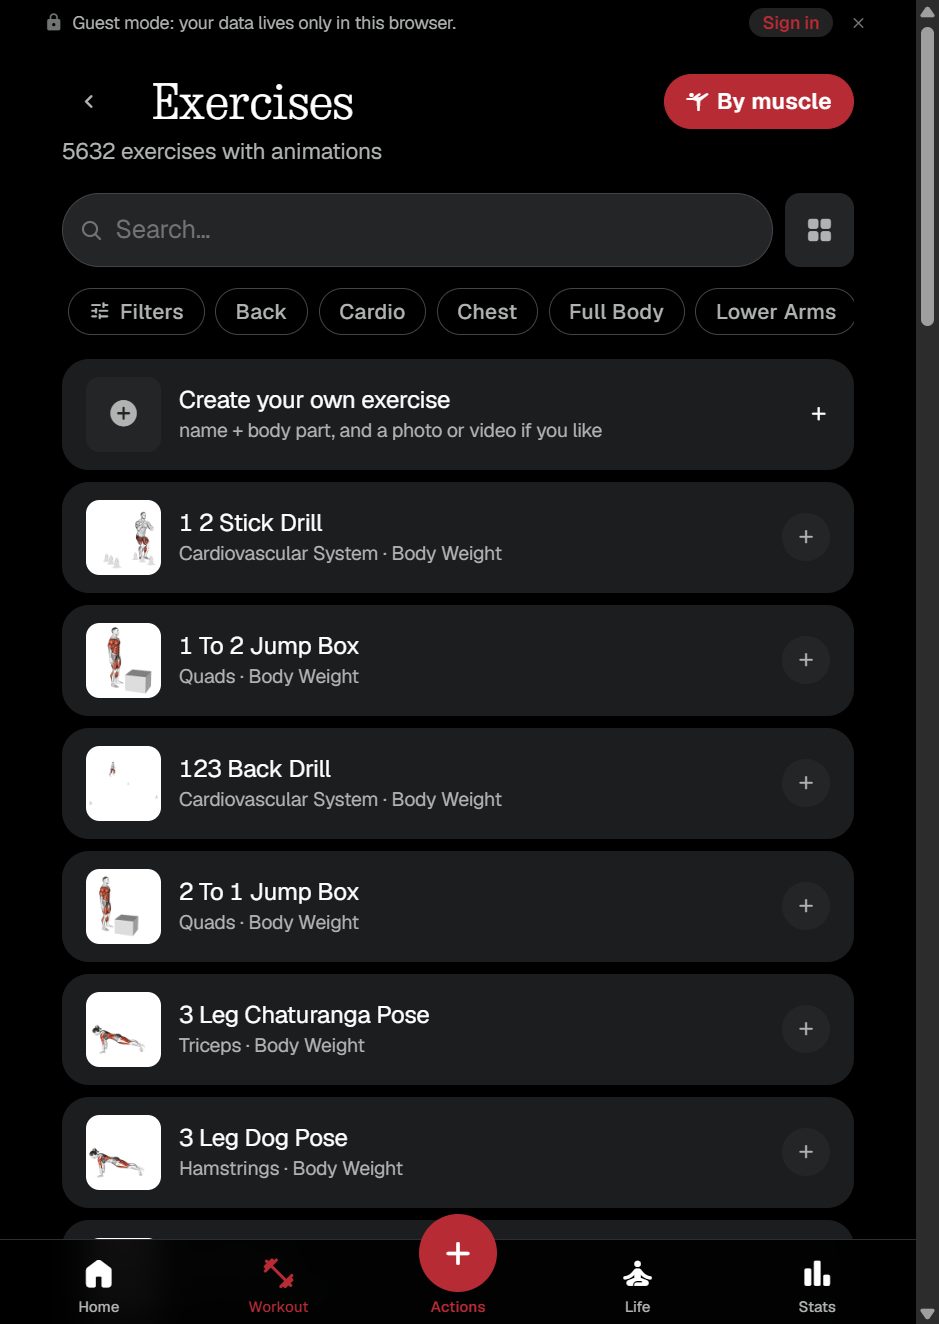 Guest mode: your data lives only in this browser.
Sign in
Exercises
By muscle
5632 exercises with animations
Search...
Filters
Back
Cardio
Chest
Full Body
Lower Arms
Create your own exercise
name + body part, and a photo or video if you like
1 2 Stick Drill
Cardiovascular System · Body Weight
1 To 2 Jump Box
Quads · Body Weight
123 Back Drill
Cardiovascular System · Body Weight
2 To 1 Jump Box
Quads · Body Weight
3 Leg Chaturanga Pose
Triceps · Body Weight
3 Leg Dog Pose
Hamstrings · Body Weight
Home
Workout
Actions
Life
Stats